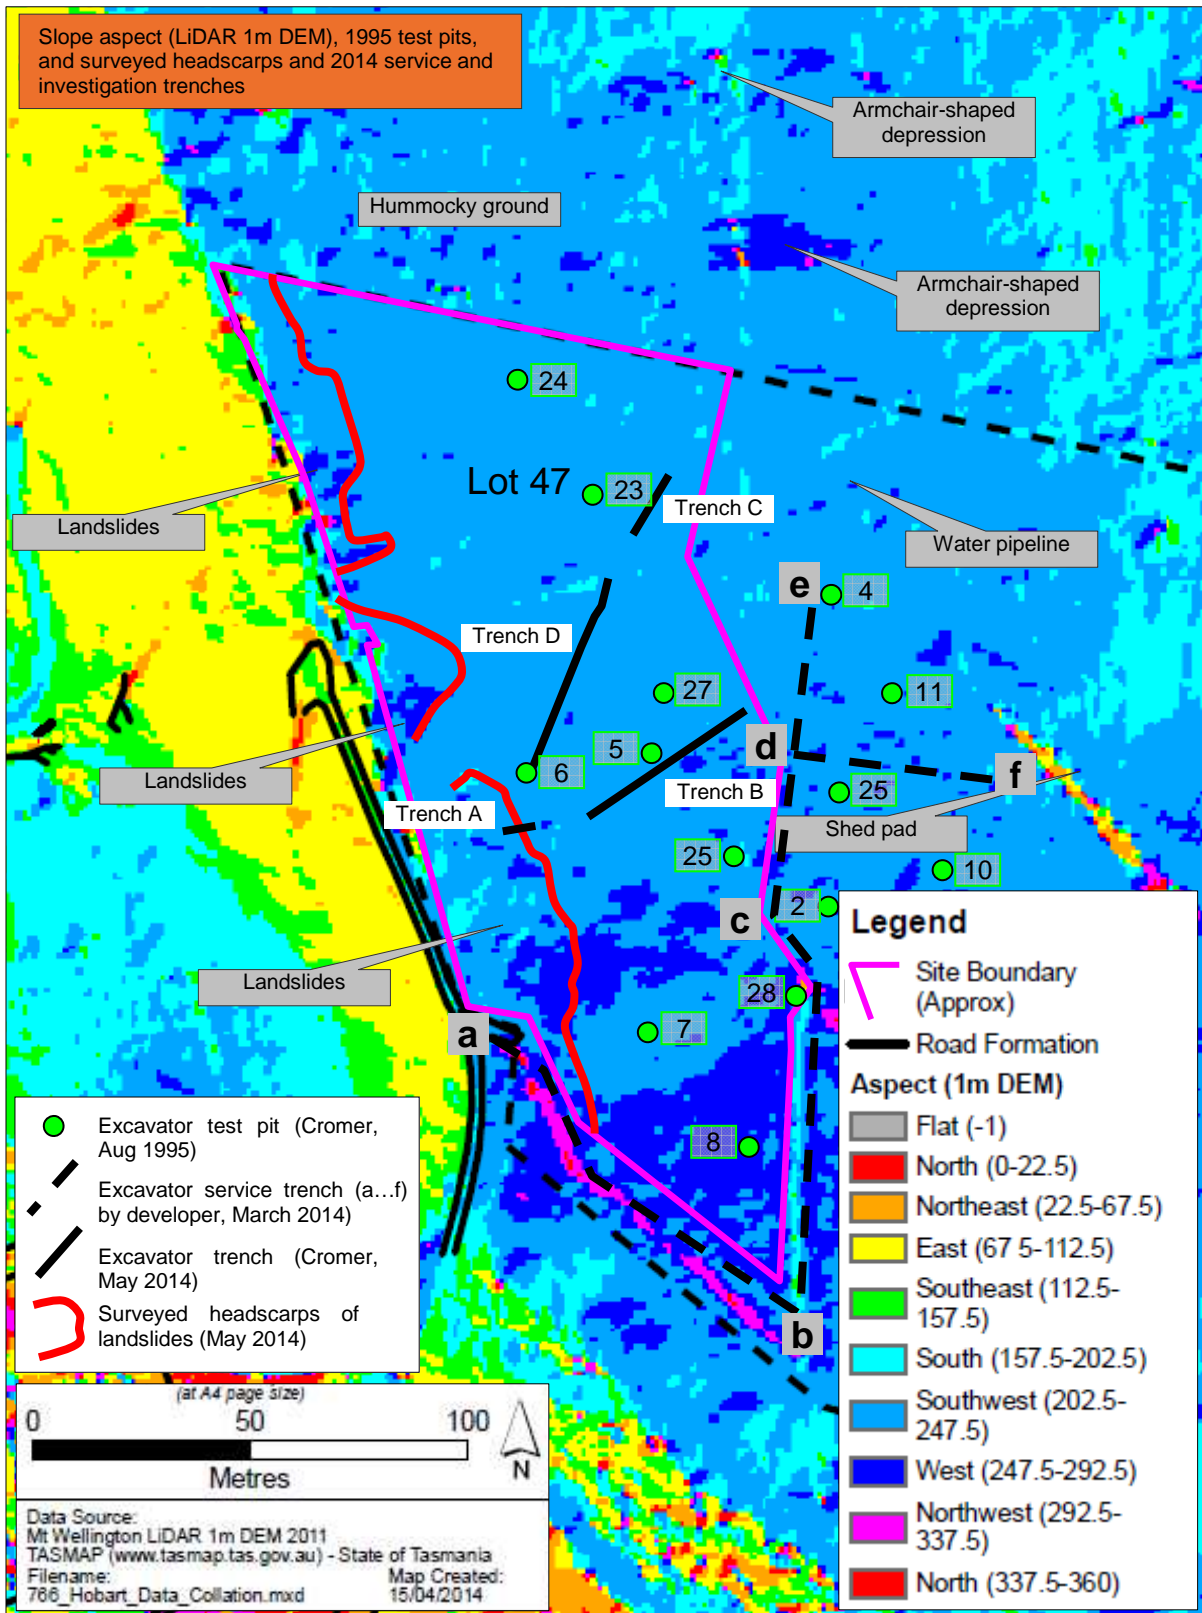 Slope aspect (LiDAR 1m DEM), 1995 test pits,
and surveyed headscarps and 2014 service and
investigation trenches
Armchair-shaped
depression
Hummocky ground
Armchair-shaped
depression
24
Lot 47
23
Trench C
Landslides
Water pipeline
e
4
Trench D
27
11
5
d
6
f
Landslides
Trench B
25
Trench A
Shed pad
25
10
2
c
Landslides
28
a
7
8
b
Excavator test pit (Cromer,
Aug 1995)
Excavator service trench (a...f)
by developer, March 2014)
Excavator trench (Cromer,
May 2014)
Surveyed headscarps of
landslides (May 2014)
(at A4 page size)
0 50 100
Metres
N
Data Source:
Mt Wellington LiDAR 1m DEM 2011
TASMAP (www.tasmap.tas.gov.au) - State of Tasmania
Filename: Map Created:
766_Hobart_Data_Collation.mxd 15/04/2014
Legend
Site Boundary
(Approx)
Road Formation
Aspect (1m DEM)
Flat (-1)
North (0-22.5)
Northeast (22.5-67.5)
East (67 5-112.5)
Southeast (112.5-
157.5)
South (157.5-202.5)
Southwest (202.5-
247.5)
West (247.5-292.5)
Northwest (292.5-
337.5)
North (337.5-360)